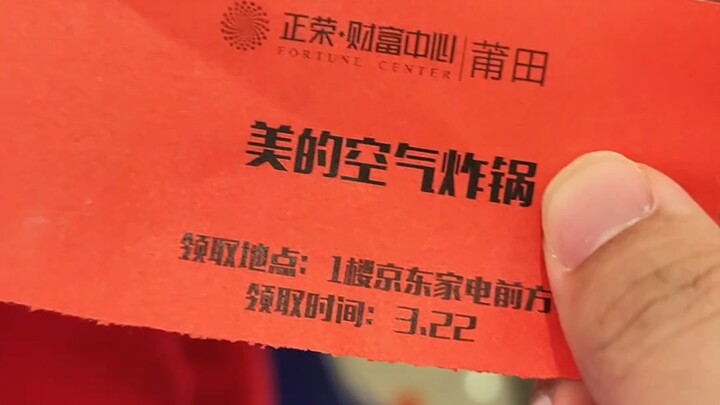 正荣·财富中心|莆田
FORTUNE CENTER
美的空气炸锅
领取地点：1楼京东家电前方
领取时间：3.22